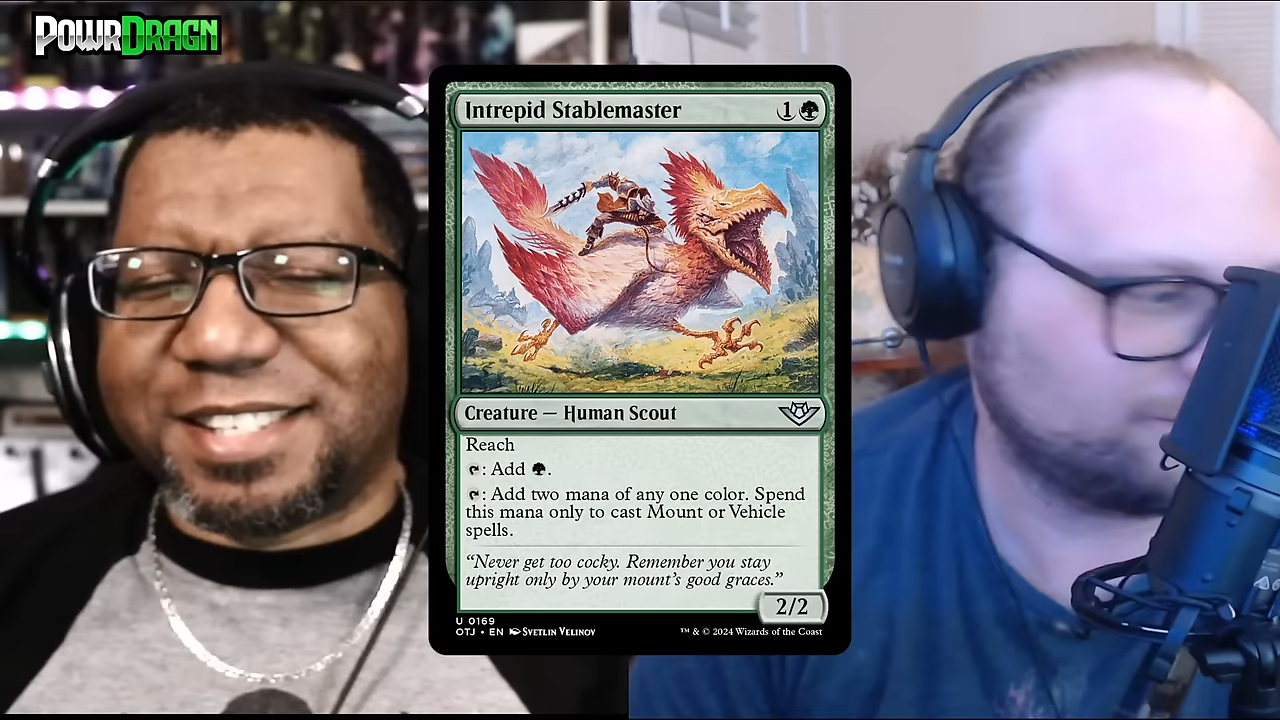 POWRDRAGN
Intrepid Stablemaster 1
Creature — Human Scout
Reach
: Add .
: Add two mana of any one color. Spend
this mana only to cast Mount or Vehicle
spells.
“Never get too cocky. Remember you stay
upright only by your mount’s good graces.”
2/2
U 0169
OTJ • EN Svetlin Velinov
™ & © 2024 Wizards of the Coast